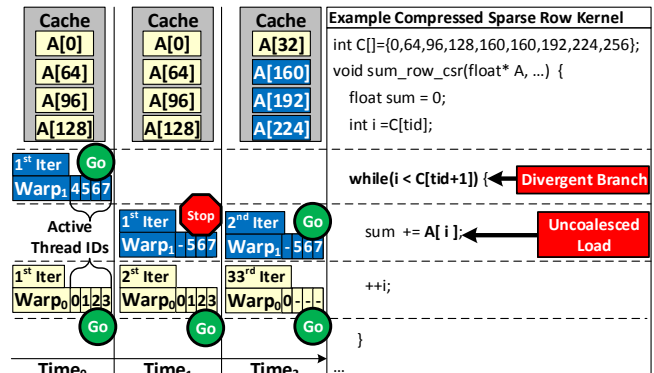 Cache
A[0]
A[64]
A[96]
A[128]
Cache
A[0]
A[64]
A[96]
A[128]
Cache
A[32]
A[160]
A[192]
A[224]
Example Compressed Sparse Row Kernel
int C[]={0,64,96,128,160,160,192,224,256};
void sum_row_csr(float* A, …) {
float sum = 0;
int i =C[tid];
1st Iter
Go
Warp1 4567
while(i < C[tid+1]) {
Divergent Branch
Active
Thread IDs
1st Iter
Stop
Warp1 -567
2nd Iter
Go
Warp1 -567
sum += A[ i ];
Uncoalesced
Load
1st Iter
Warp0 0123
Go
2nd Iter
Warp0 0123
Go
33rd Iter
Warp0 0---
Go
++i;
}
Time0
Time1
Time2
…